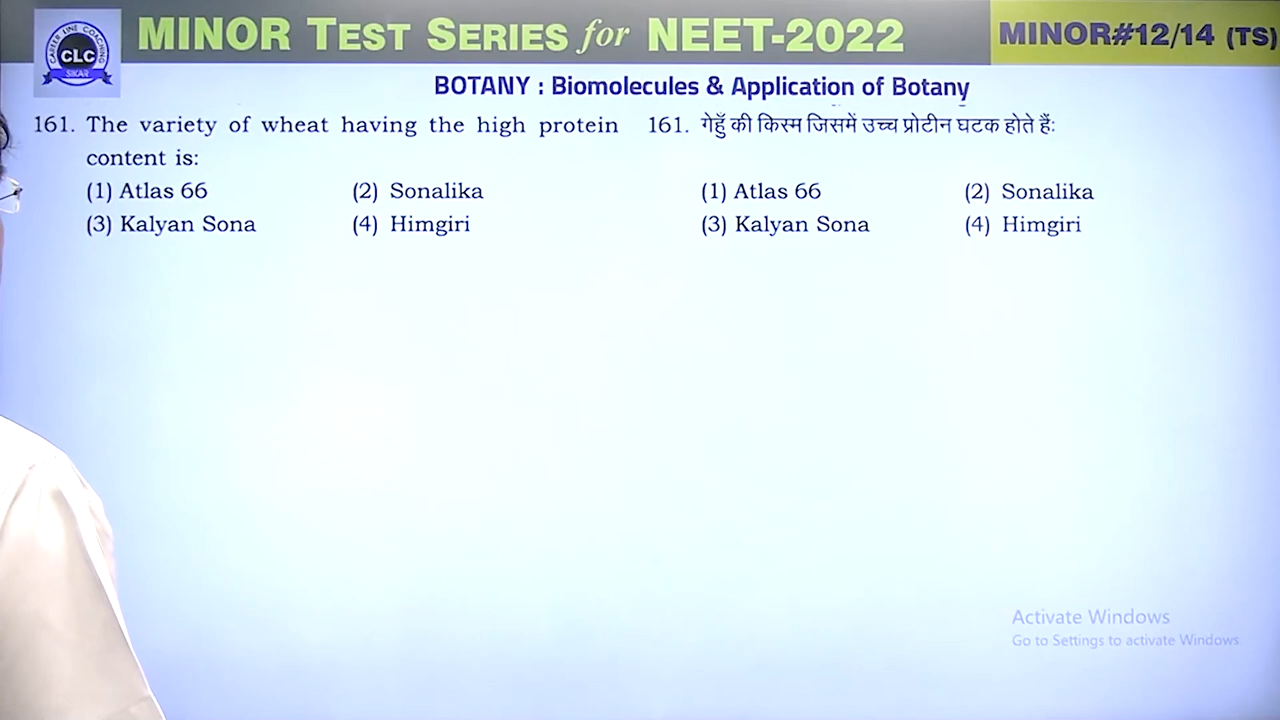 CAREER LINE COACHING
CLC
SIKAR
MINOR TEST SERIES for NEET-2022
MINOR#12/14 (TS)
BOTANY : Biomolecules & Application of Botany
161. The variety of wheat having the high protein
content is:
(1) Atlas 66 (2) Sonalika
(3) Kalyan Sona (4) Himgiri
161. गेहूँ की किस्म जिसमें उच्च प्रोटीन घटक होते हैंः
(1) Atlas 66 (2) Sonalika
(3) Kalyan Sona (4) Himgiri
Activate Windows
Go to Settings to activate Windows